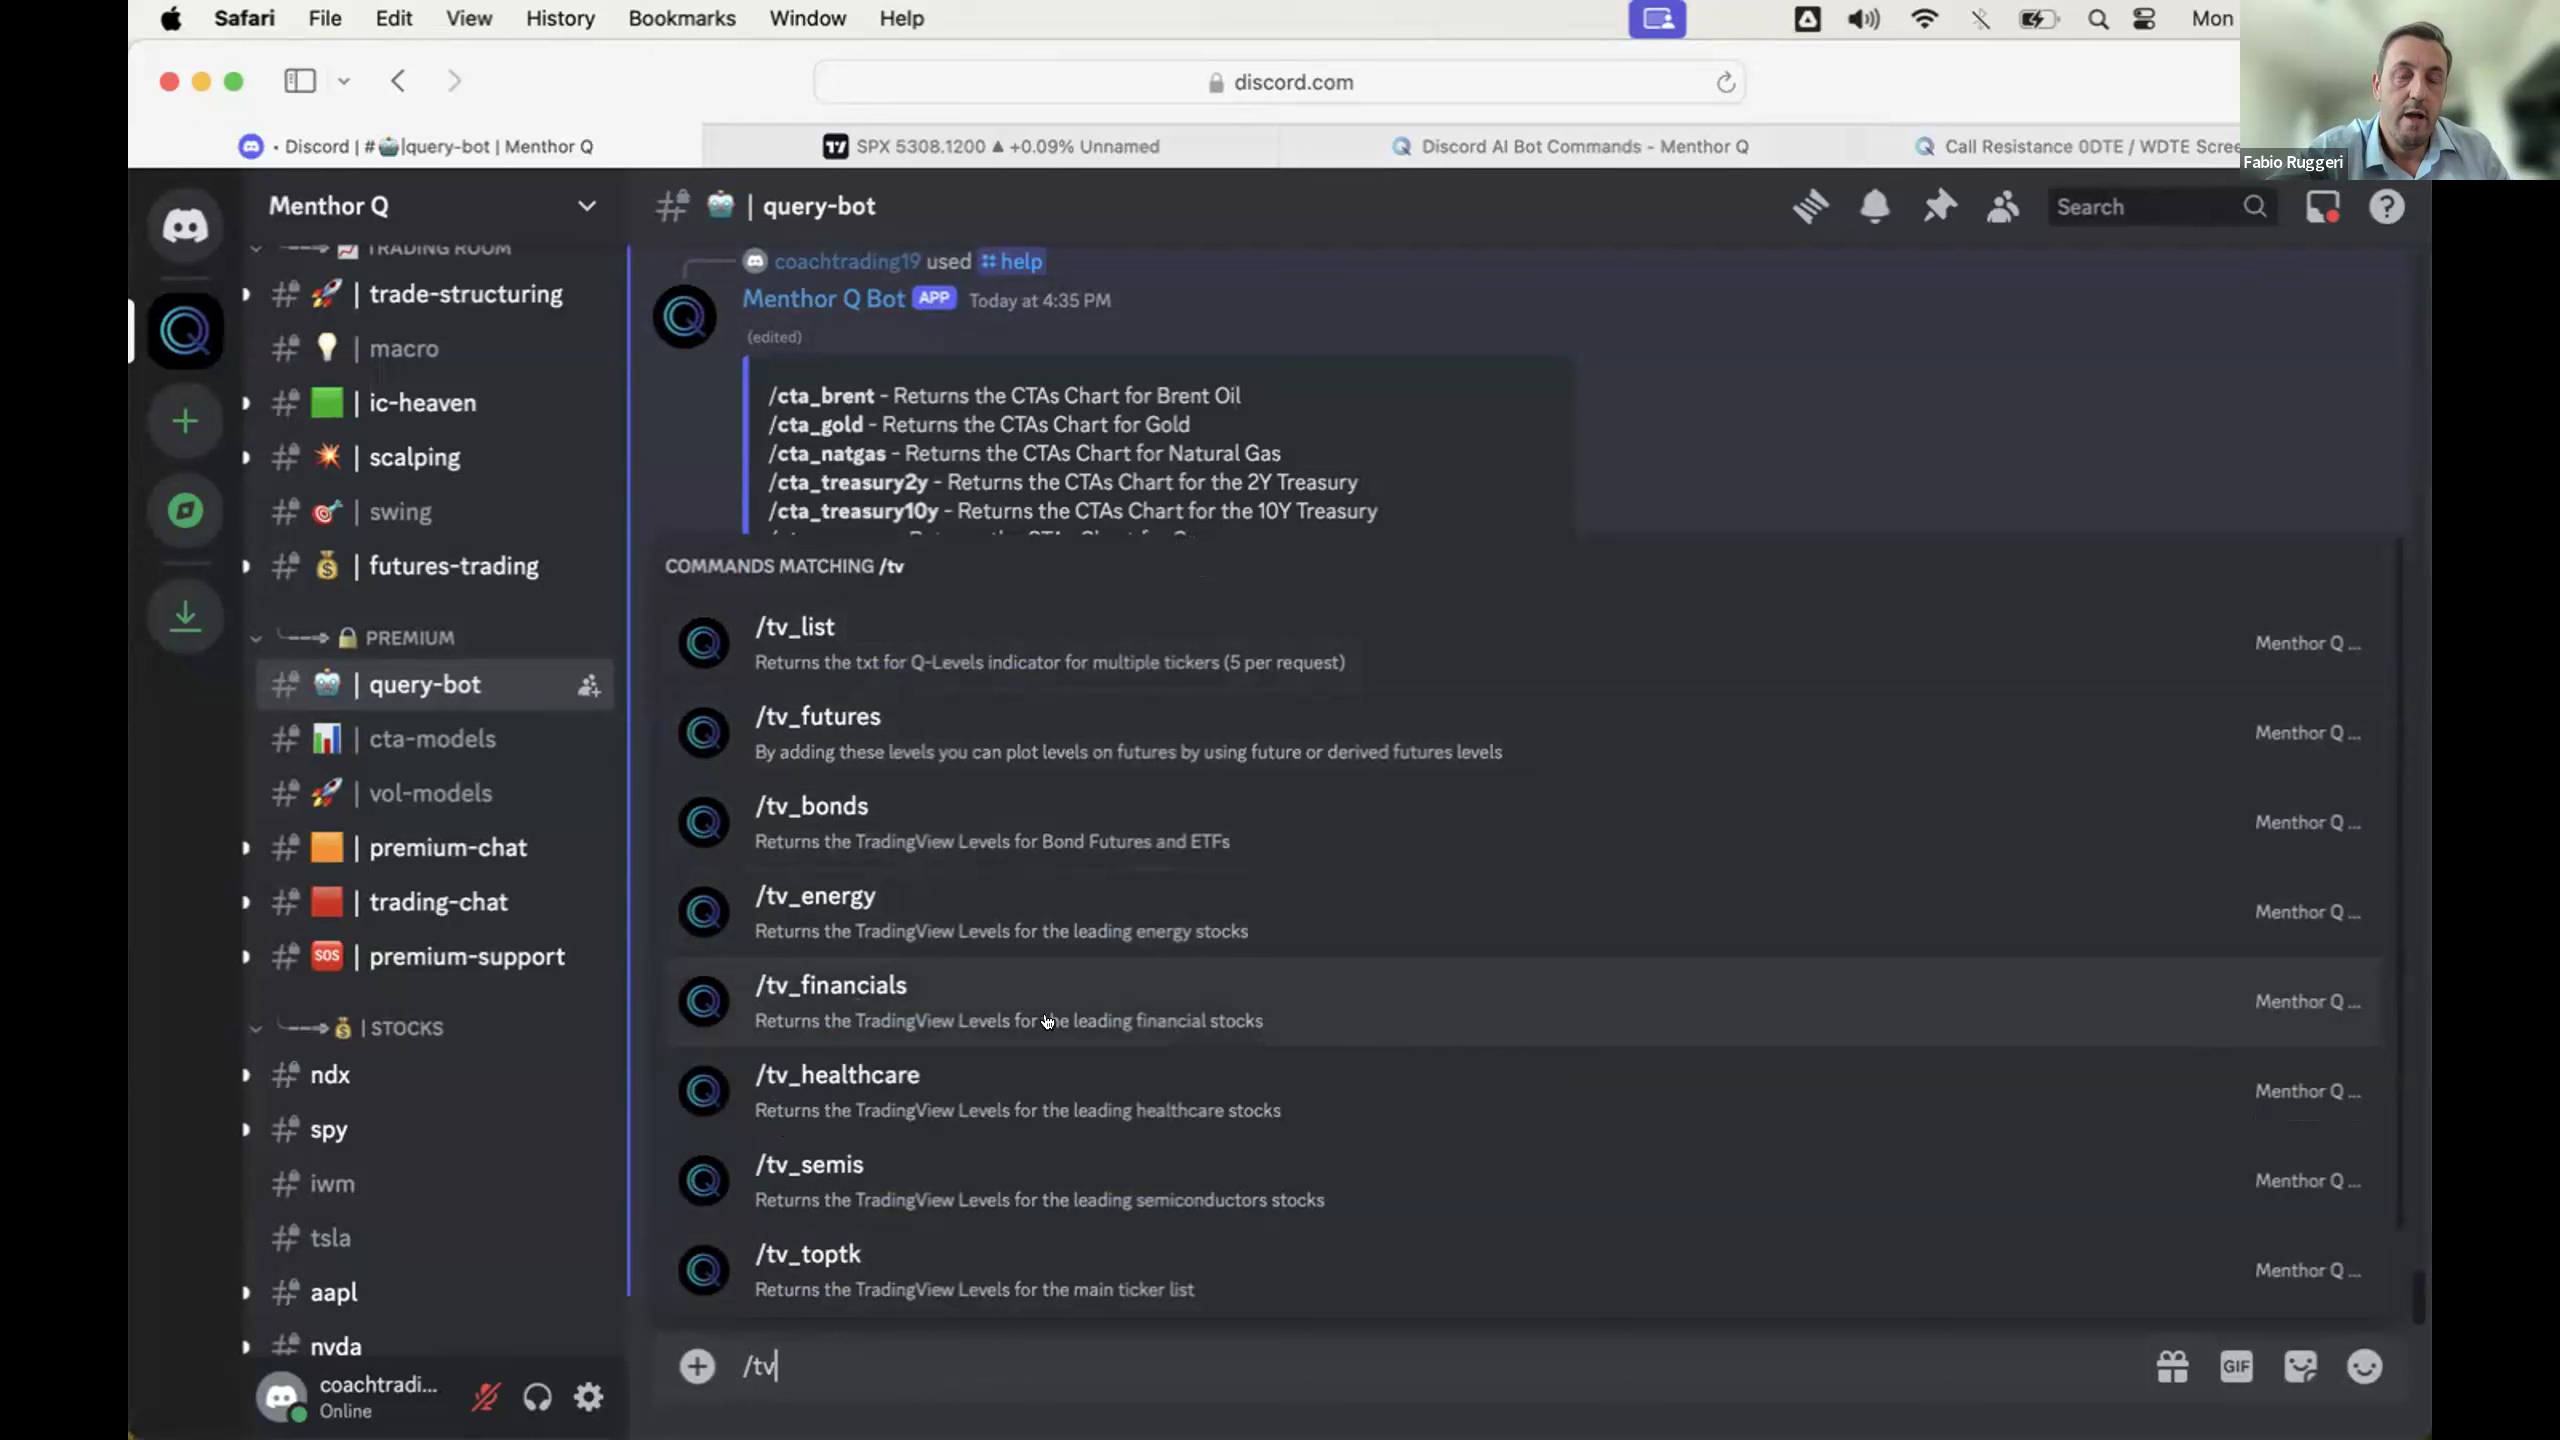 Safari File Edit View History Bookmarks Window Help Mon
discord.com
• Discord | #🤖|query-bot | Menthor Q
SPX 5308.1200 ▲ +0.09% Unnamed
Discord AI Bot Commands - Menthor Q
Call Resistance 0DTE / WDTE Scree
Fabio Ruggeri
Menthor Q
TRADING ROOM
trade-structuring
macro
ic-heaven
scalping
swing
futures-trading
PREMIUM
query-bot
cta-models
vol-models
premium-chat
trading-chat
SOS | premium-support
| STOCKS
ndx
spy
iwm
tsla
aapl
nvda
coachtradi...
Online
| query-bot
Search
coachtrading19 used help
Menthor Q Bot APP Today at 4:35 PM
(edited)
/cta_brent - Returns the CTAs Chart for Brent Oil
/cta_gold - Returns the CTAs Chart for Gold
/cta_natgas - Returns the CTAs Chart for Natural Gas
/cta_treasury2y - Returns the CTAs Chart for the 2Y Treasury
/cta_treasury10y - Returns the CTAs Chart for the 10Y Treasury
COMMANDS MATCHING /tv
/tv_list
Returns the txt for Q-Levels indicator for multiple tickers (5 per request)
Menthor Q ...
/tv_futures
By adding these levels you can plot levels on futures by using future or derived futures levels
Menthor Q ...
/tv_bonds
Returns the TradingView Levels for Bond Futures and ETFs
Menthor Q ...
/tv_energy
Returns the TradingView Levels for the leading energy stocks
Menthor Q ...
/tv_financials
Returns the TradingView Levels for the leading financial stocks
Menthor Q ...
/tv_healthcare
Returns the TradingView Levels for the leading healthcare stocks
Menthor Q ...
/tv_semis
Returns the TradingView Levels for the leading semiconductors stocks
Menthor Q ...
/tv_toptk
Returns the TradingView Levels for the main ticker list
Menthor Q ...
/tv
GIF